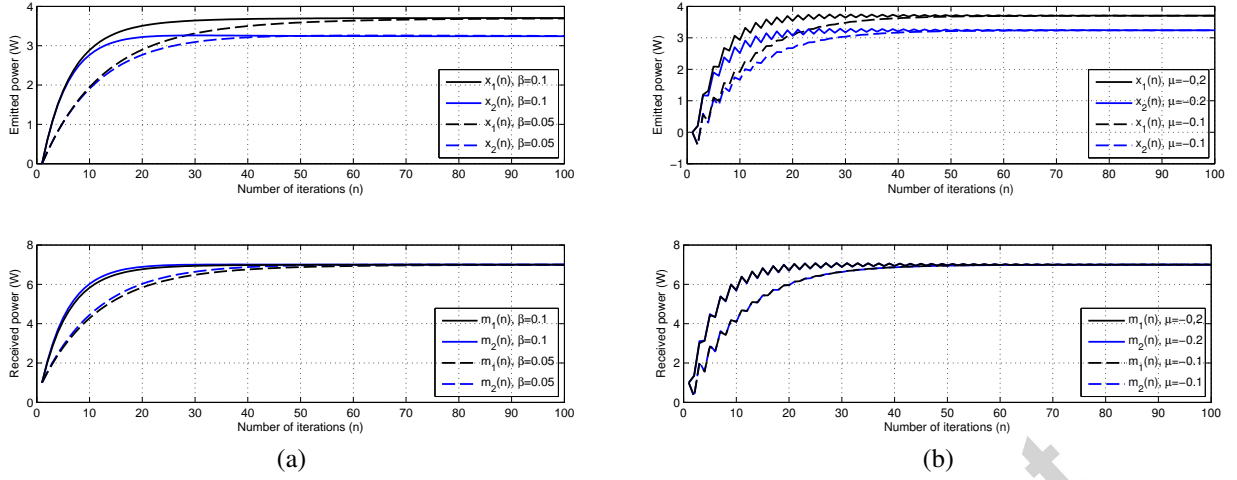 Emitted power (W)
4
3
2
1
0
0 10 20 30 40 50 60 70 80 90 100
Number of iterations (n)
x1(n), β=0.1
x2(n), β=0.1
x1(n), β=0.05
x2(n), β=0.05
Received power (W)
8
6
4
2
0
0 10 20 30 40 50 60 70 80 90 100
Number of iterations (n)
m1(n), β=0.1
m2(n), β=0.1
m1(n), β=0.05
m2(n), β=0.05
(a)
Emitted power (W)
4
3
2
1
0
−1
0 10 20 30 40 50 60 70 80 90 100
Number of iterations (n)
x1(n), μ=−0,2
x2(n), μ=−0.2
x1(n), μ=−0.1
x2(n), μ=−0.1
Received power (W)
8
6
4
2
0
0 10 20 30 40 50 60 70 80 90 100
Number of iterations (n)
m1(n), μ=−0,2
m2(n), μ=−0.2
m1(n), μ=−0.1
m2(n), μ=−0.1
(b)